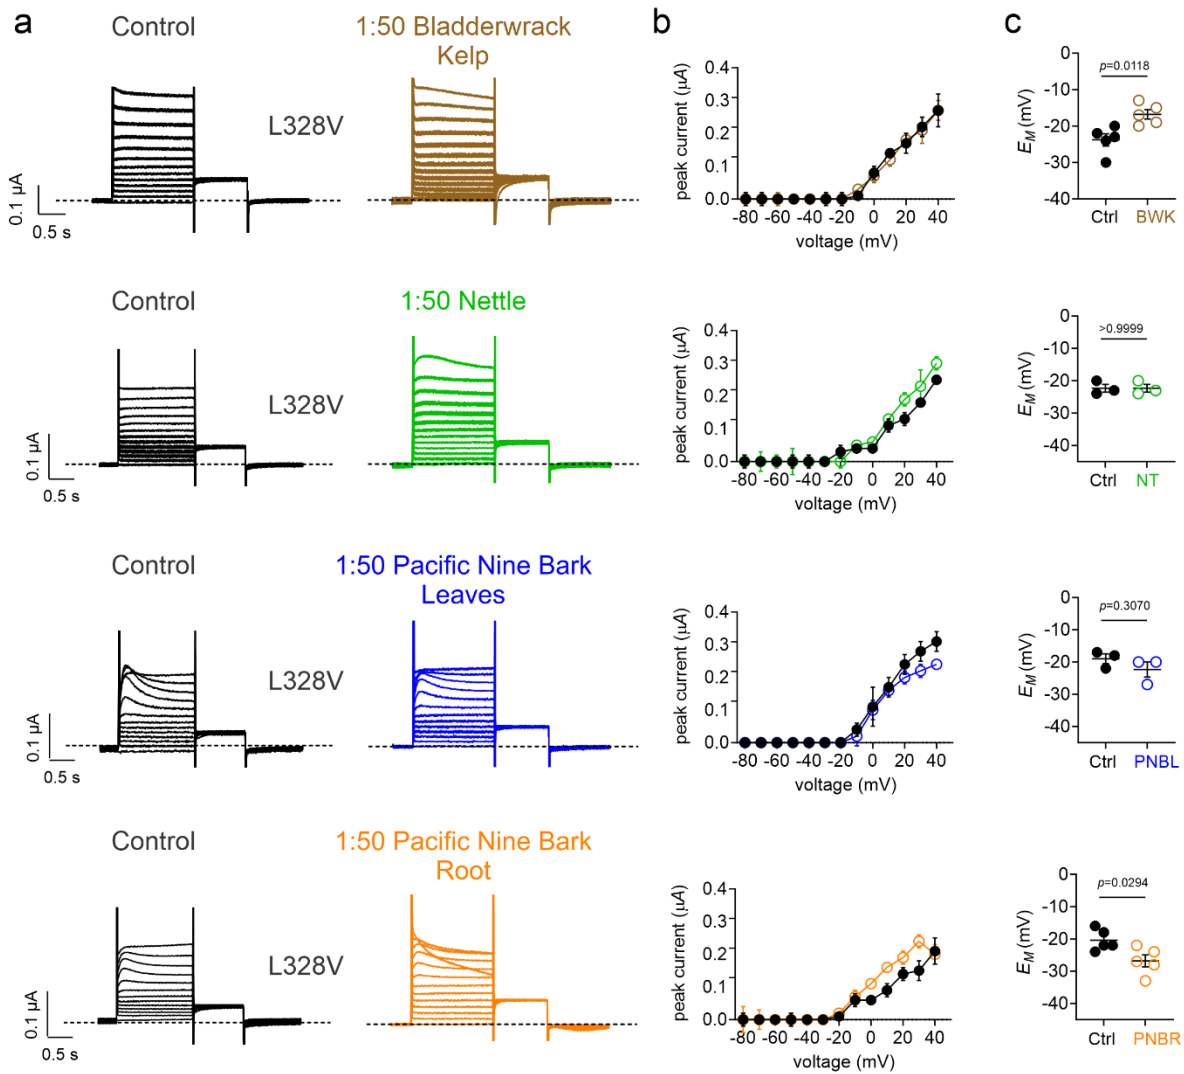 a
Control
1:50 Bladderwrack
Kelp
L328V
0.1 µA
0.5 s
b
peak current (µA)
0.4
0.3
0.2
0.1
0.0
-80 -60 -40 -20 0 20 40
voltage (mV)
c
E_M (mV)
0
-10
-20
-30
-40
p=0.0118
Ctrl BWK
Control
1:50 Nettle
L328V
0.1 µA
0.5 s
peak current (µA)
0.4
0.3
0.2
0.1
0.0
-80 -60 -40 -20 0 20 40
voltage (mV)
E_M (mV)
0
-10
-20
-30
-40
>0.9999
Ctrl NT
Control
1:50 Pacific Nine Bark
Leaves
L328V
0.1 µA
0.5 s
peak current (µA)
0.4
0.3
0.2
0.1
0.0
-80 -60 -40 -20 0 20 40
voltage (mV)
E_M (mV)
0
-10
-20
-30
-40
p=0.3070
Ctrl PNBL
Control
1:50 Pacific Nine Bark
Root
L328V
0.1 µA
0.5 s
peak current (µA)
0.4
0.3
0.2
0.1
0.0
-80 -60 -40 -20 0 20 40
voltage (mV)
E_M (mV)
0
-10
-20
-30
-40
p=0.0294
Ctrl PNBR